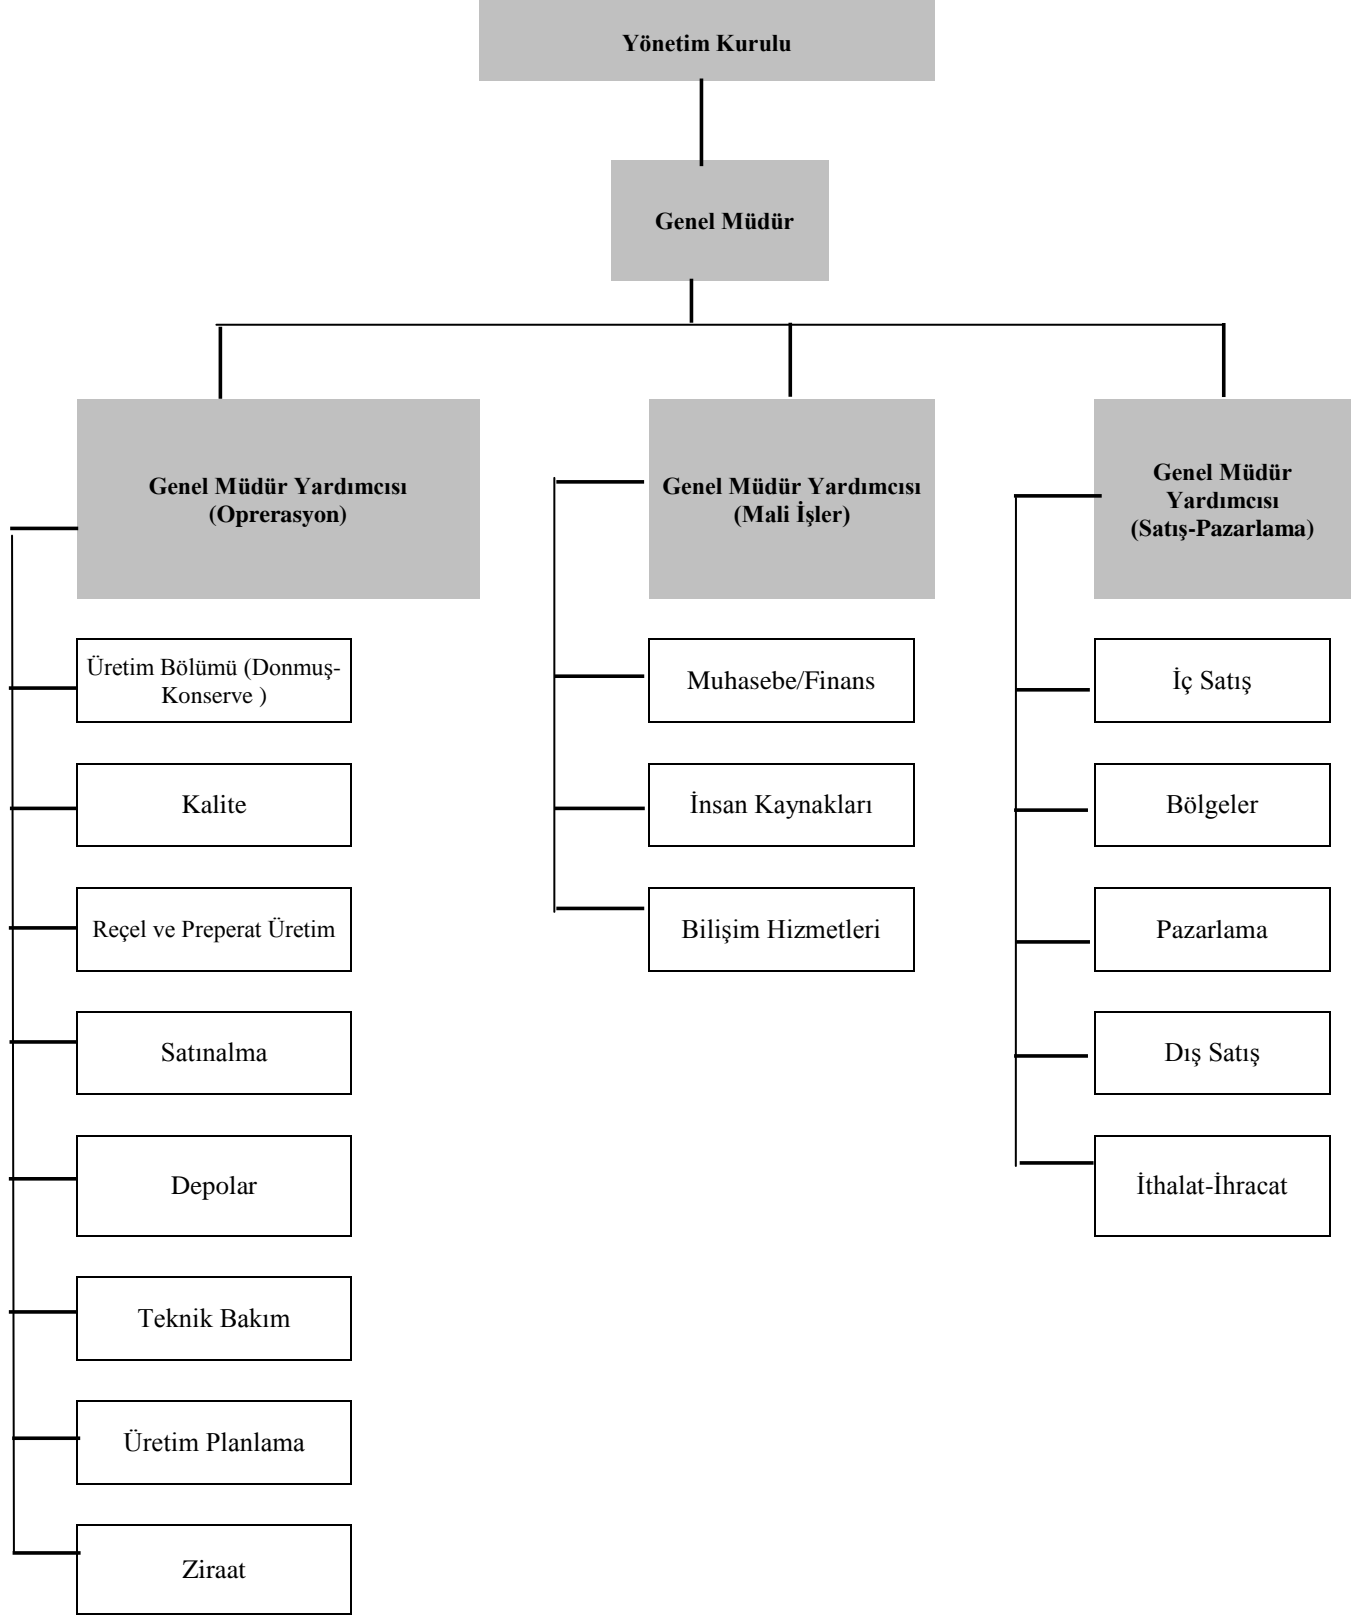 Yönetim Kurulu
Genel Müdür
Genel Müdür Yardımcısı
(Oprerasyon)
Genel Müdür Yardımcısı
(Mali İşler)
Genel Müdür
Yardımcısı
(Satış-Pazarlama)
Üretim Bölümü (Donmuş-
Konserve )
Kalite
Reçel ve Preperat Üretim
Satınalma
Depolar
Teknik Bakım
Üretim Planlama
Ziraat
Muhasebe/Finans
İnsan Kaynakları
Bilişim Hizmetleri
İç Satış
Bölgeler
Pazarlama
Dış Satış
İthalat-İhracat